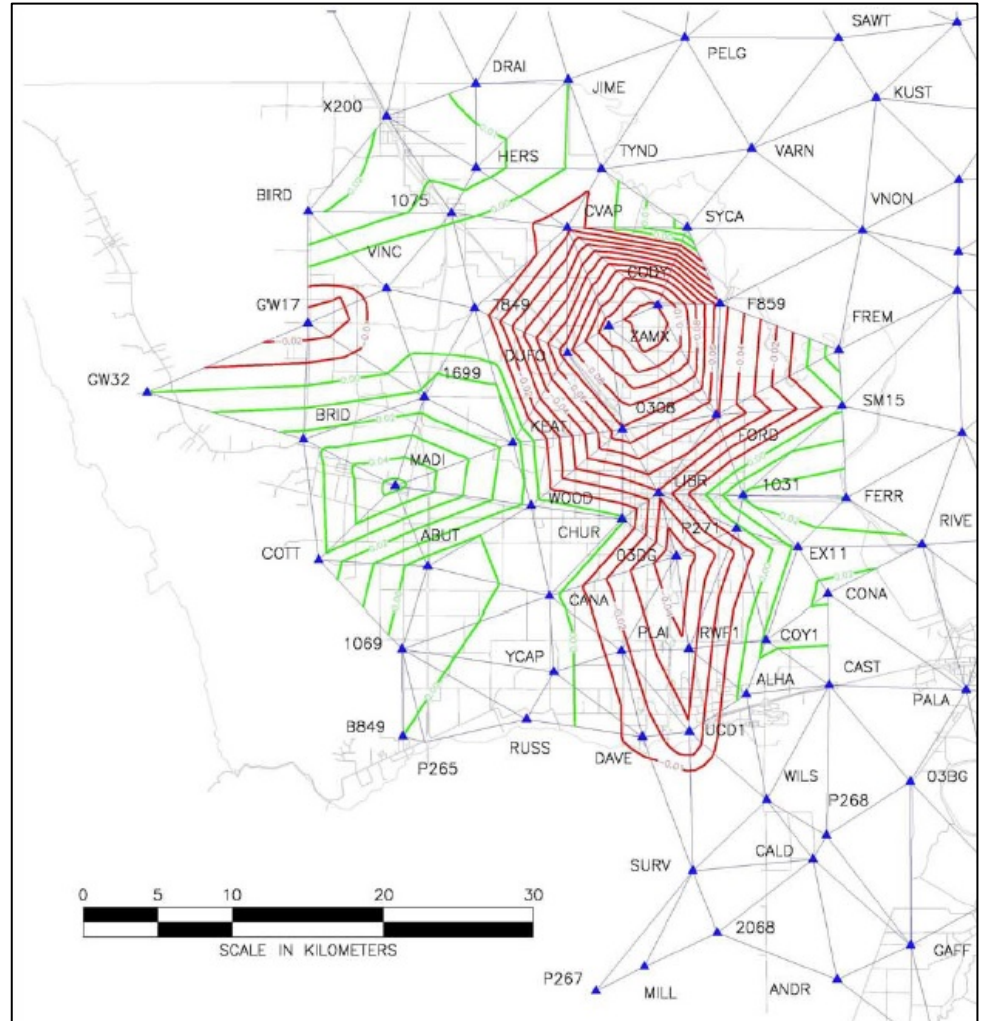 SAWT
PELG
DRAI
JIME
KUST
X200
HERS
TYND
VARN
BIRD
1075
CVAP
SYCA
VNON
VINC
COBY
GW17
7849
F859
ZAMX
FREM
DUFO
GW32
1699
0308
SM15
BRID
KEAT
FORD
MADI
LIBR
1031
WOOD
FERR
CHUR
P271
RIVE
COTT
ABUT
03DG
EX11
CANA
CONA
PLAI
RWF1
COY1
1069
YCAP
CAST
ALHA
PALA
B849
RUSS
DAVE
UCD1
P265
WILS
03BG
P268
SURV
CALD
0 5 10 20 30
SCALE IN KILOMETERS
2068
GAFF
P267
MILL
ANDR